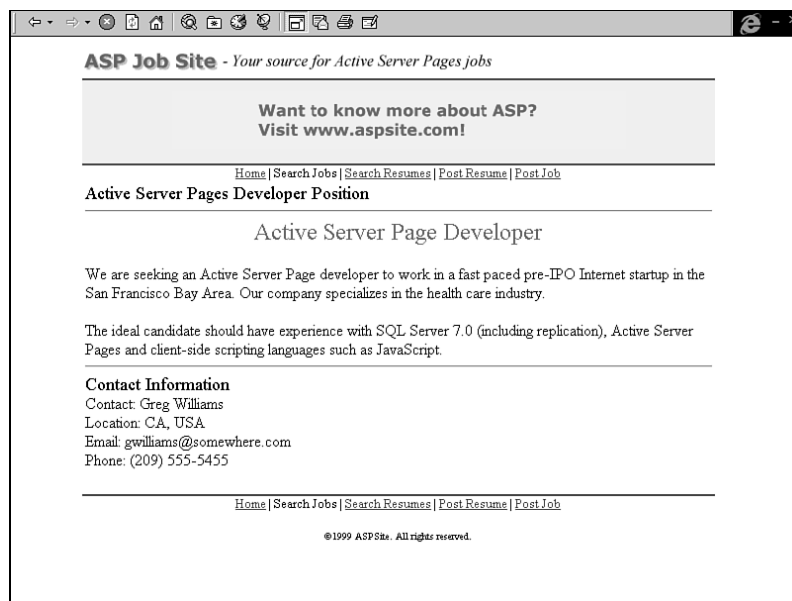 ASP Job Site - Your source for Active Server Pages jobs
Want to know more about ASP?
Visit www.aspsite.com!
Home | Search Jobs | Search Resumes | Post Resume | Post Job
Active Server Pages Developer Position
Active Server Page Developer
We are seeking an Active Server Page developer to work in a fast paced pre-IPO Internet startup in the
San Francisco Bay Area. Our company specializes in the health care industry.
The ideal candidate should have experience with SQL Server 7.0 (including replication), Active Server
Pages and client-side scripting languages such as JavaScript.
Contact Information
Contact: Greg Williams
Location: CA, USA
Email: gwilliams@somewhere.com
Phone: (209) 555-5455
Home | Search Jobs | Search Resumes | Post Resume | Post Job
©1999 ASPSite. All rights reserved.